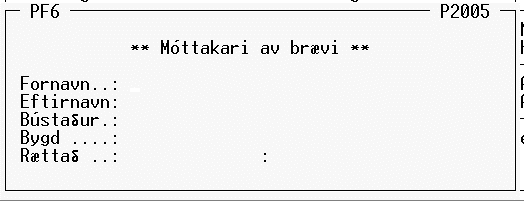 PF6 P2005
** Móttakari av brævi **
Fornavn..:
Eftirnavn:
Bústaður.:
Bygd ....:
Rættað ..: :